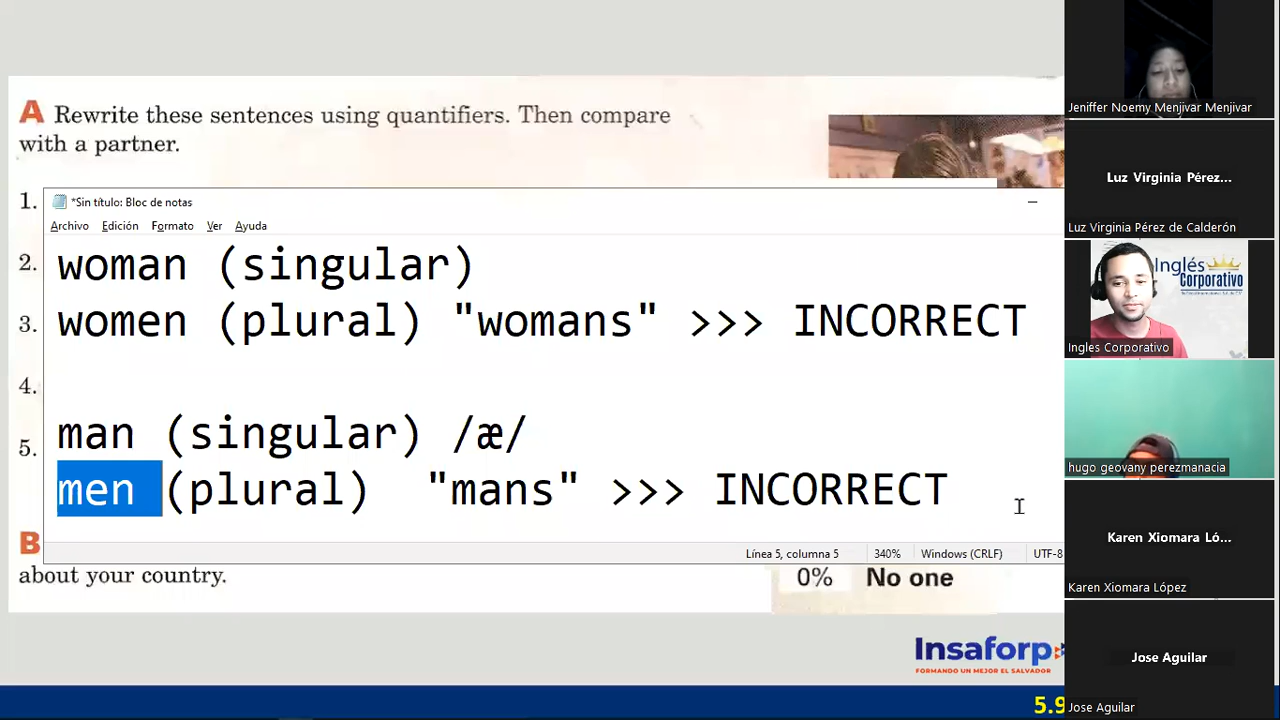 A Rewrite these sentences using quantifiers. Then compare
with a partner.
1.
2.
3.
4.
5.
*Sin título: Bloc de notas
Archivo Edición Formato Ver Ayuda
woman (singular)
women (plural) "womans" >>> INCORRECT
man (singular) /æ/
men (plural) "mans" >>> INCORRECT
Línea 5, columna 5 340% Windows (CRLF) UTF-8
B
about your country.
0% No one
Insaforp
FORMANDO UN MEJOR EL SALVADOR
5.9
Jeniffer Noemy Menjivar Menjivar
Luz Virginia Pérez...
Luz Virginia Pérez de Calderón
Inglés
Corporativo
Ingles Corporativo
hugo geovany perezmanacia
Karen Xiomara Ló...
Karen Xiomara López
Jose Aguilar
Jose Aguilar